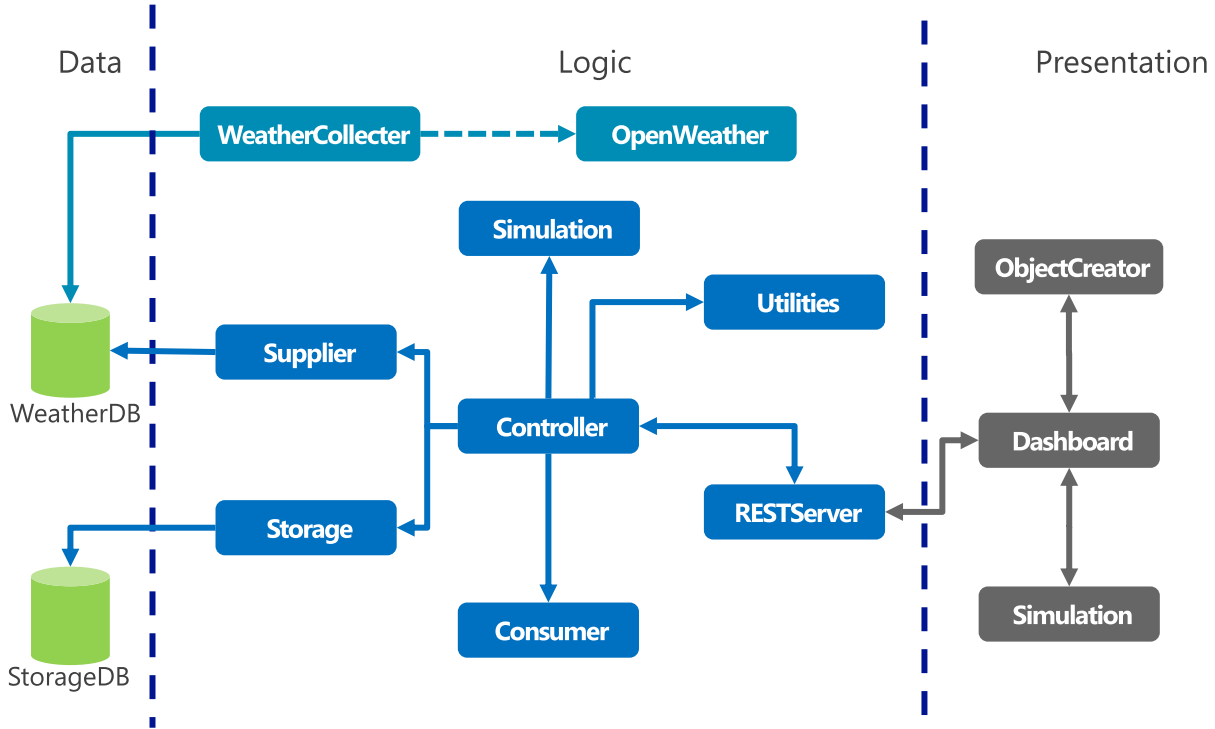 Data
Logic
Presentation
WeatherCollecter
OpenWeather
Simulation
ObjectCreator
Utilities
Supplier
WeatherDB
Controller
Dashboard
RESTServer
Storage
Simulation
Consumer
StorageDB